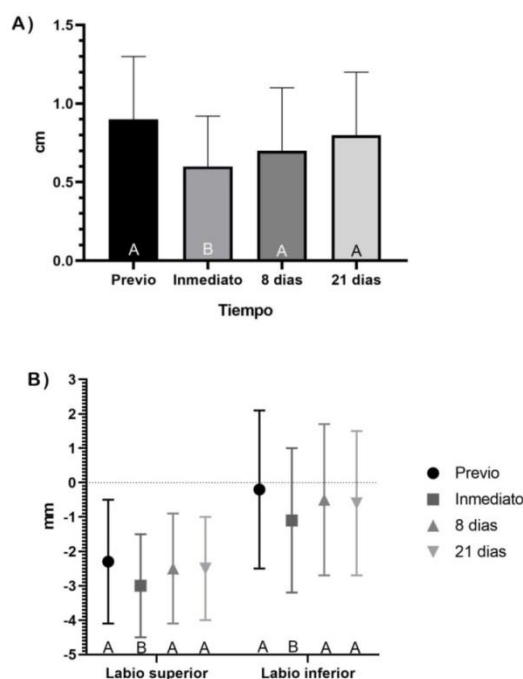 A)
1.5
1.0
0.5
0.0
cm
A B A A
Previo Inmediato 8 dias 21 dias
Tiempo
B)
3
2
1
0
-1
-2
-3
-4
-5
mm
A B A A A B A A
Labio superior Labio inferior
Previo
Inmediato
8 dias
21 dias